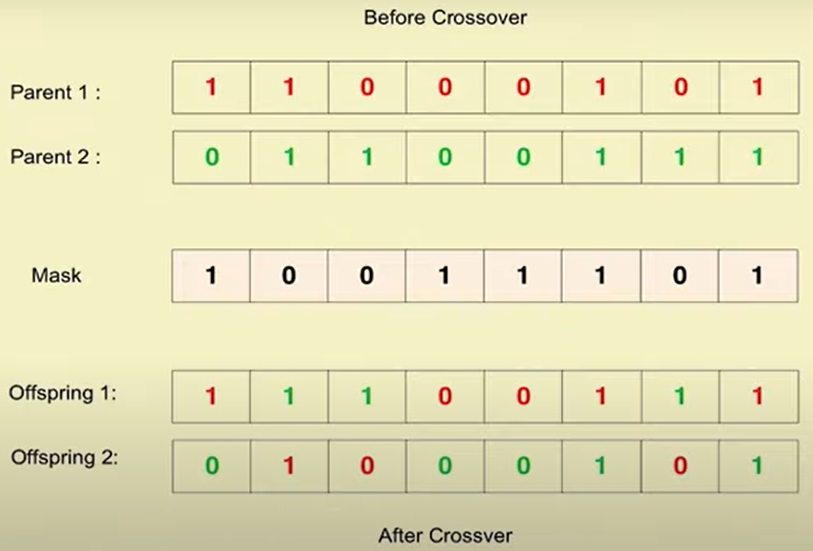 Before Crossover
Parent 1 : 1 1 0 0 0 1 0 1
Parent 2 : 0 1 1 0 0 1 1 1
Mask 1 0 0 1 1 1 0 1
Offspring 1: 1 1 1 0 0 1 1 1
Offspring 2: 0 1 0 0 0 1 0 1
After Crossver